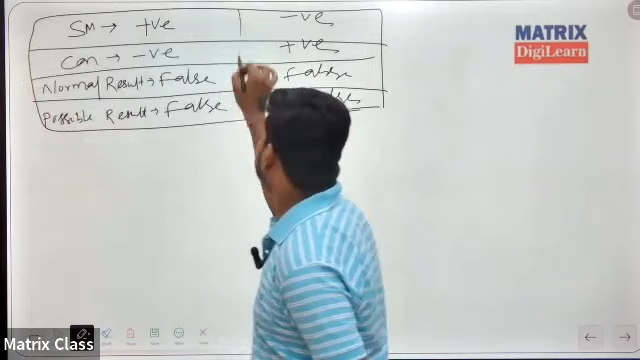 SM → +ve -ve
Con → -ve +ve
Normal Result → False False
Possible Result → False
MATRIX
DigiLearn
Matrix Class